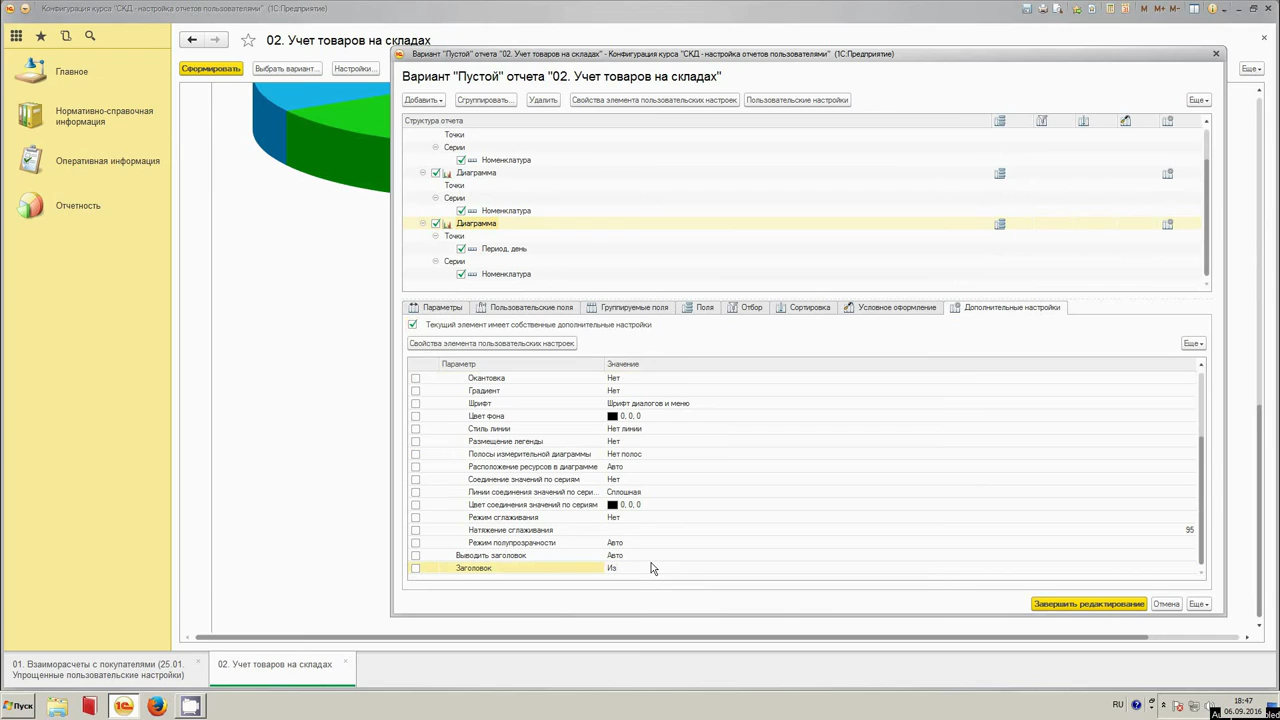 Конфигурация курса "СКД - настройка отчетов пользователями" (1С:Предприятие)
M M+ M-
Главное
Нормативно-справочная
информация
Оперативная информация
Отчетность
02. Учет товаров на складах
Сформировать
Выбрать вариант...
Настройки...
Еще
Вариант "Пустой" отчета "02. Учет товаров на складах" - Конфигурация курса "СКД - настройка отчетов пользователями" (1С:Предприятие)
Вариант "Пустой" отчета "02. Учет товаров на складах"
Добавить
Сгруппировать...
Удалить
Свойства элемента пользовательских настроек
Пользовательские настройки
Еще
Структура отчета
Точки
Серии
Номенклатура
Диаграмма
Точки
Серии
Номенклатура
Диаграмма
Точки
Период, день
Серии
Номенклатура
Параметры
Пользовательские поля
Группируемые поля
Поля
Отбор
Сортировка
Условное оформление
Дополнительные настройки
Текущий элемент имеет собственные дополнительные настройки
Свойства элемента пользовательских настроек
Еще
Параметр Значение
Окантовка Нет
Градиент Нет
Шрифт Шрифт диалогов и меню
Цвет фона 0, 0, 0
Стиль линии Нет линии
Размещение легенды Нет
Полосы измерительной диаграммы Нет полос
Расположение ресурсов в диаграмме Авто
Соединение значений по сериям Нет
Линии соединения значений по сери... Сплошная
Цвет соединения значений по сериям 0, 0, 0
Режим сглаживания Нет
Натяжение сглаживания 95
Режим полупрозрачности Авто
Выводить заголовок Авто
Заголовок Из
Завершить редактирование
Отмена
Еще
01. Взаиморасчеты с покупателями (25.01.
Упрощенные пользовательские настройки)
02. Учет товаров на складах
Пуск
RU
18:47
06.09.2016